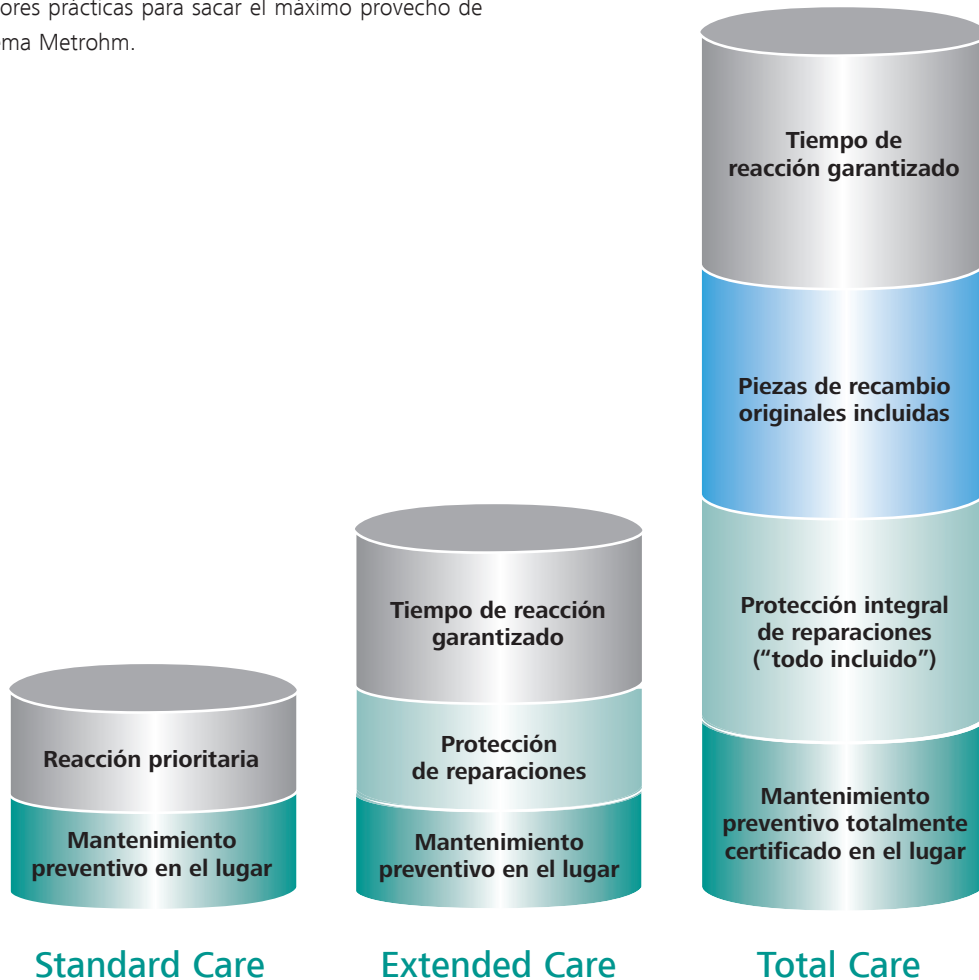 ores prácticas para sacar el máximo provecho de
ema Metrohm.
Reacción prioritaria
Mantenimiento
preventivo en el lugar
Standard Care
Tiempo de reacción
garantizado
Protección
de reparaciones
Mantenimiento
preventivo en el lugar
Extended Care
Tiempo de
reacción garantizado
Piezas de recambio
originales incluidas
Protección integral
de reparaciones
(“todo incluido”)
Mantenimiento
preventivo totalmente
certificado en el lugar
Total Care